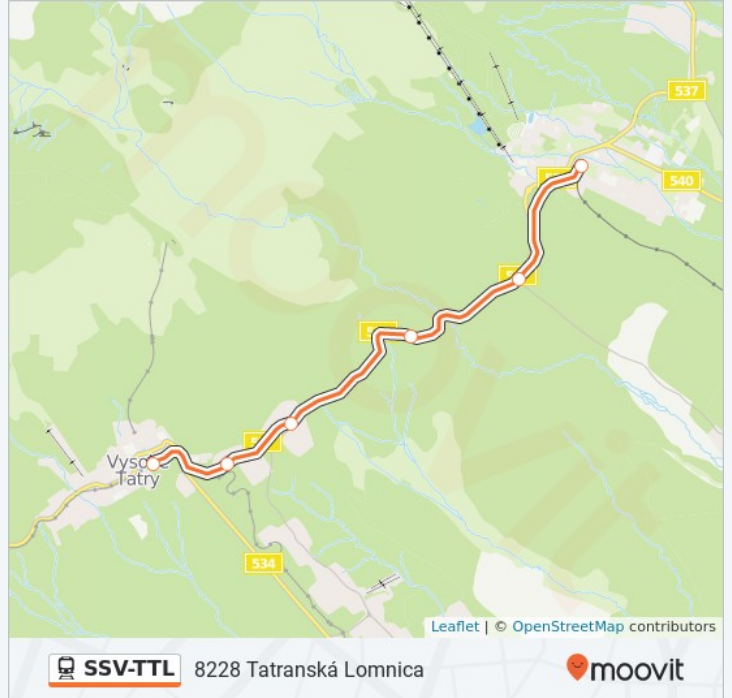 537
540
Vysoké
Tatry
534
Leaflet | © OpenStreetMap contributors
SSV-TTL 8228 Tatranská Lomnica moovit